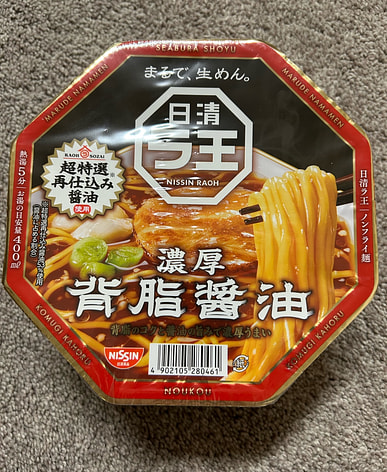 SEABURA SHOYU
MARUDE NAMAMEN
MARUDE NAMAMEN
まるで、生めん。
日清
ラ王
NISSIN RAOH
RAOH SOZAI
超特選
再仕込み※
醤油
使用
熱湯5分 お湯の目安量400ml
日清ラ王 ノンフライ麺
濃厚
背脂醤油
背脂のコクと醤油の旨みで濃厚うまい
KOMUGI KAHORU
KOMUGI KAHORU
NISSIN
4 902105 280461
NOUKOU